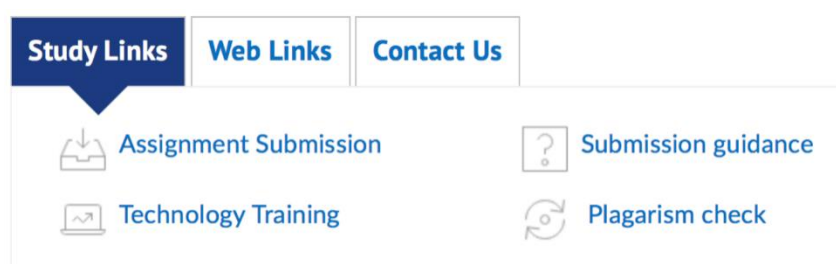 Study Links Web Links Contact Us
Assignment Submission Submission guidance
Technology Training Plagarism check